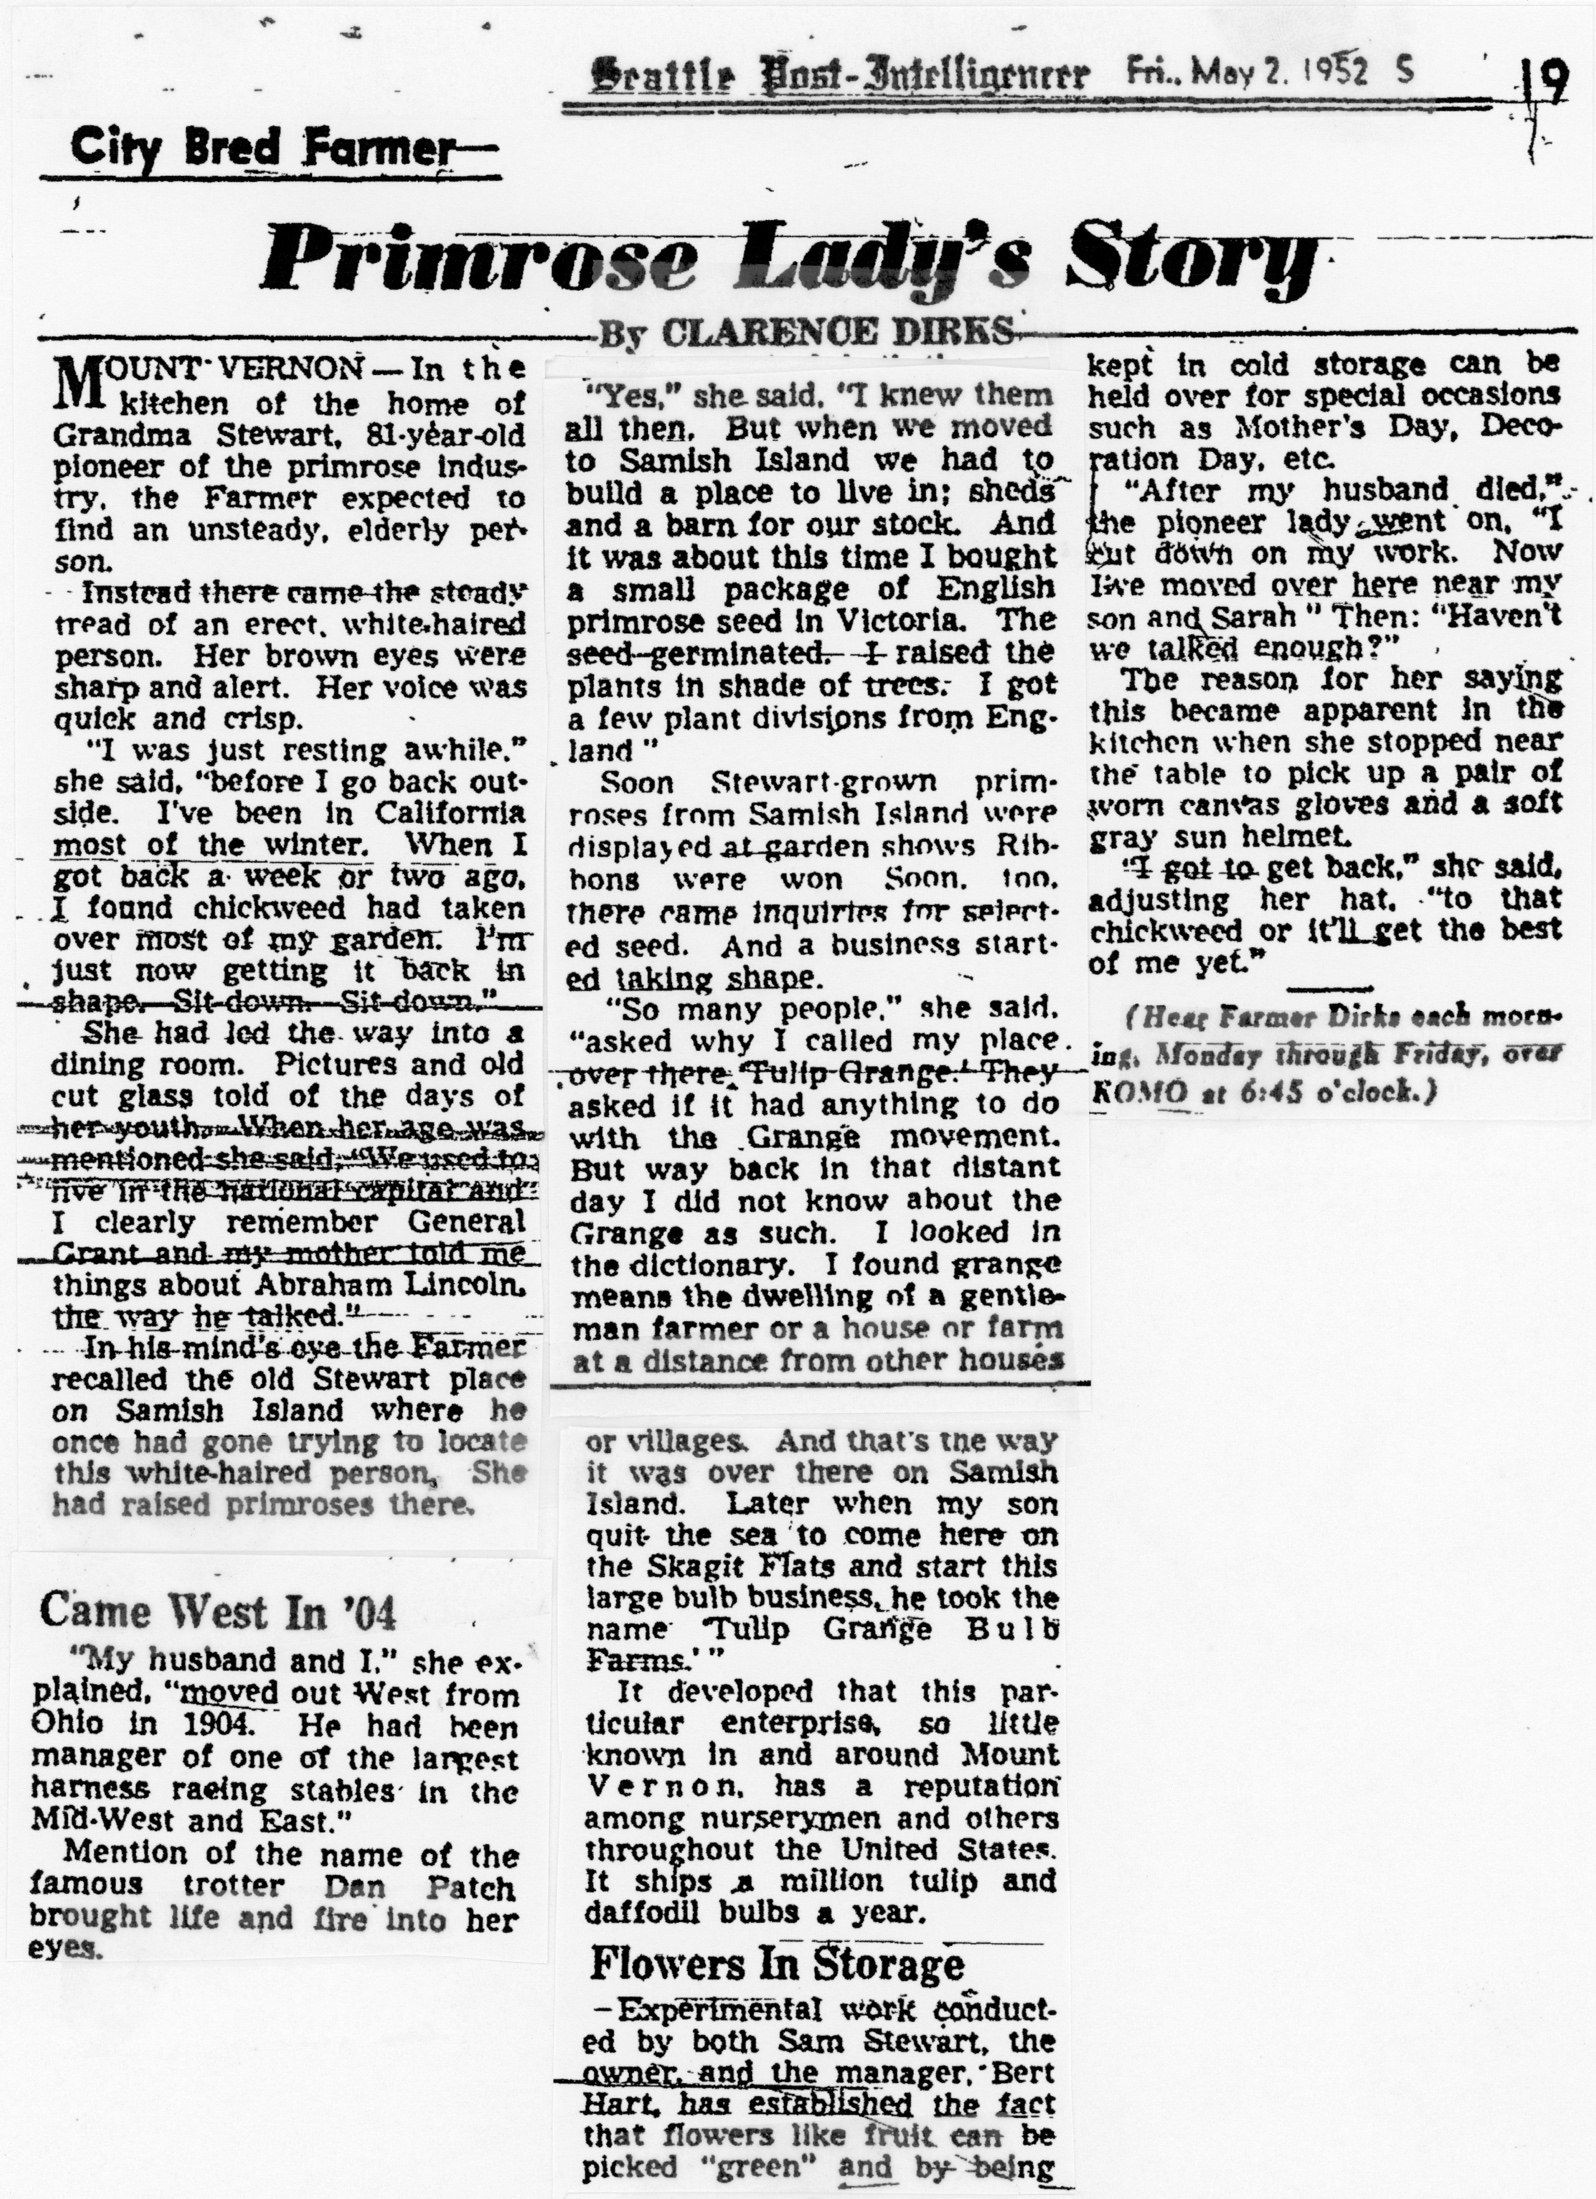 Seattle Post-Intelligencer Fri., May 2, 1952 S 19
City Bred Farmer—
Primrose Lady's Story
By CLARENCE DIRKS
MOUNT VERNON — In the
kitchen of the home of
Grandma Stewart, 81-year-old
pioneer of the primrose indus-
try, the Farmer expected to
find an unsteady, elderly per-
son.
Instead there came the steady
tread of an erect, white-haired
person. Her brown eyes were
sharp and alert. Her voice was
quick and crisp.
"I was just resting awhile,"
she said, "before I go back out-
side. I've been in California
most of the winter. When I
got back a week or two ago,
I found chickweed had taken
over most of my garden. I'm
just now getting it back in
shape. Sit down. Sit down."
She had led the way into a
dining room. Pictures and old
cut glass told of the days of
her youth. When her age was
mentioned she said, "We used to
live in the national capital and
I clearly remember General
Grant and my mother told me
things about Abraham Lincoln,
the way he talked."
In his mind's eye the Farmer
recalled the old Stewart place
on Samish Island where he
once had gone trying to locate
this white-haired person. She
had raised primroses there.
Came West In '04
"My husband and I," she ex-
plained, "moved out West from
Ohio in 1904. He had been
manager of one of the largest
harness racing stables in the
Mid-West and East."
Mention of the name of the
famous trotter Dan Patch
brought life and fire into her
eyes.
"Yes," she said, "I knew them
all then. But when we moved
to Samish Island we had to
build a place to live in; sheds
and a barn for our stock. And
it was about this time I bought
a small package of English
primrose seed in Victoria. The
seed germinated. I raised the
plants in shade of trees. I got
a few plant divisions from Eng-
land"
Soon Stewart-grown prim-
roses from Samish Island were
displayed at garden shows Rib-
bons were won Soon, too,
there came inquiries for select-
ed seed. And a business start-
ed taking shape.
"So many people," she said,
"asked why I called my place
over there 'Tulip Grange.' They
asked if it had anything to do
with the Grange movement.
But way back in that distant
day I did not know about the
Grange as such. I looked in
the dictionary. I found grange
means the dwelling of a gentle-
man farmer or a house or farm
at a distance from other houses
or villages. And that's the way
it was over there on Samish
Island. Later when my son
quit the sea to come here on
the Skagit Flats and start this
large bulb business, he took the
name 'Tulip Grange Bulb
Farms.'"
It developed that this par-
ticular enterprise, so little
known in and around Mount
Vernon, has a reputation
among nurserymen and others
throughout the United States.
It ships a million tulip and
daffodil bulbs a year.
Flowers In Storage
Experimental work conduct-
ed by both Sam Stewart, the
owner, and the manager, Bert
Hart, has established the fact
that flowers like fruit can be
picked "green" and by being
kept in cold storage can be
held over for special occasions
such as Mother's Day, Deco-
ration Day, etc.
"After my husband died,"
the pioneer lady went on, "I
cut down on my work. Now
I've moved over here near my
son and Sarah" Then: "Haven't
we talked enough?"
The reason for her saying
this became apparent in the
kitchen when she stopped near
the table to pick up a pair of
worn canvas gloves and a soft
gray sun helmet.
"I got to get back," she said,
adjusting her hat, "to that
chickweed or it'll get the best
of me yet."
(Hear Farmer Dirks each morn-
ing, Monday through Friday, over
KOMO at 6:45 o'clock.)